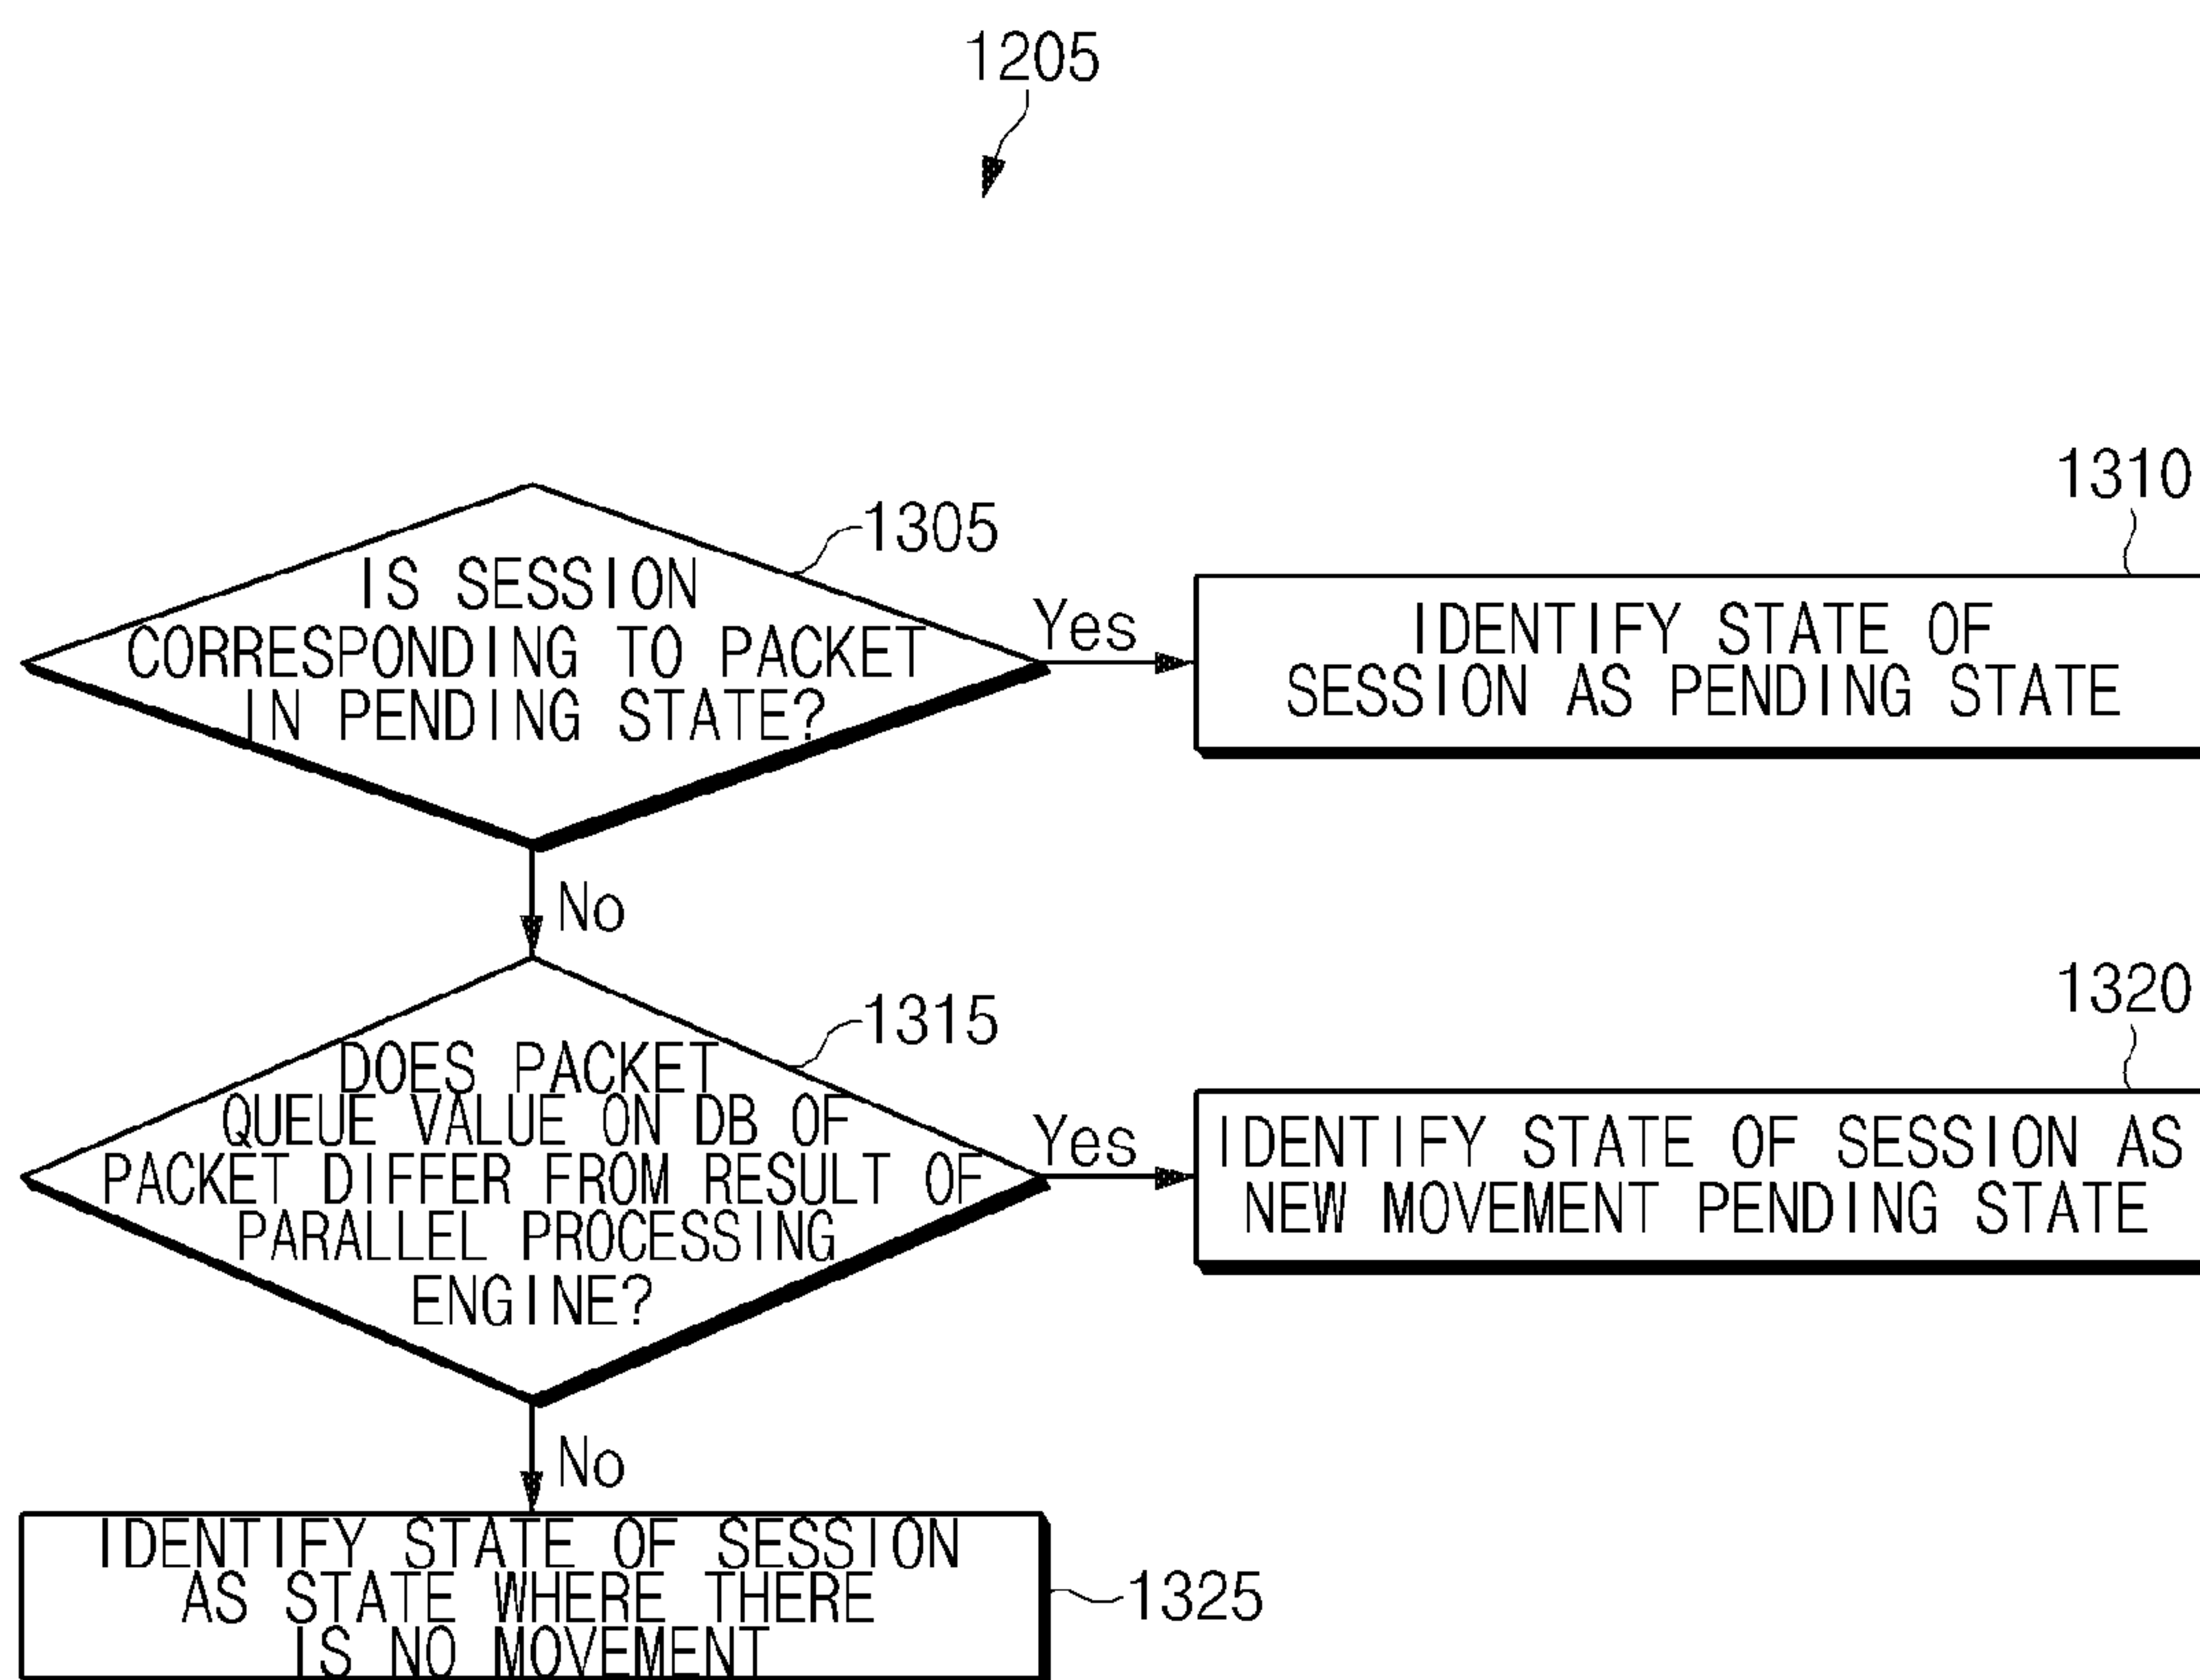 1205
1305
IS SESSION
CORRESPONDING TO PACKET
IN PENDING STATE?
Yes
1310
IDENTIFY STATE OF
SESSION AS PENDING STATE
No
1315
DOES PACKET
QUEUE VALUE ON DB OF
PACKET DIFFER FROM RESULT OF
PARALLEL PROCESSING
ENGINE?
Yes
1320
IDENTIFY STATE OF SESSION AS
NEW MOVEMENT PENDING STATE
No
IDENTIFY STATE OF SESSION
AS STATE WHERE THERE
IS NO MOVEMENT
1325